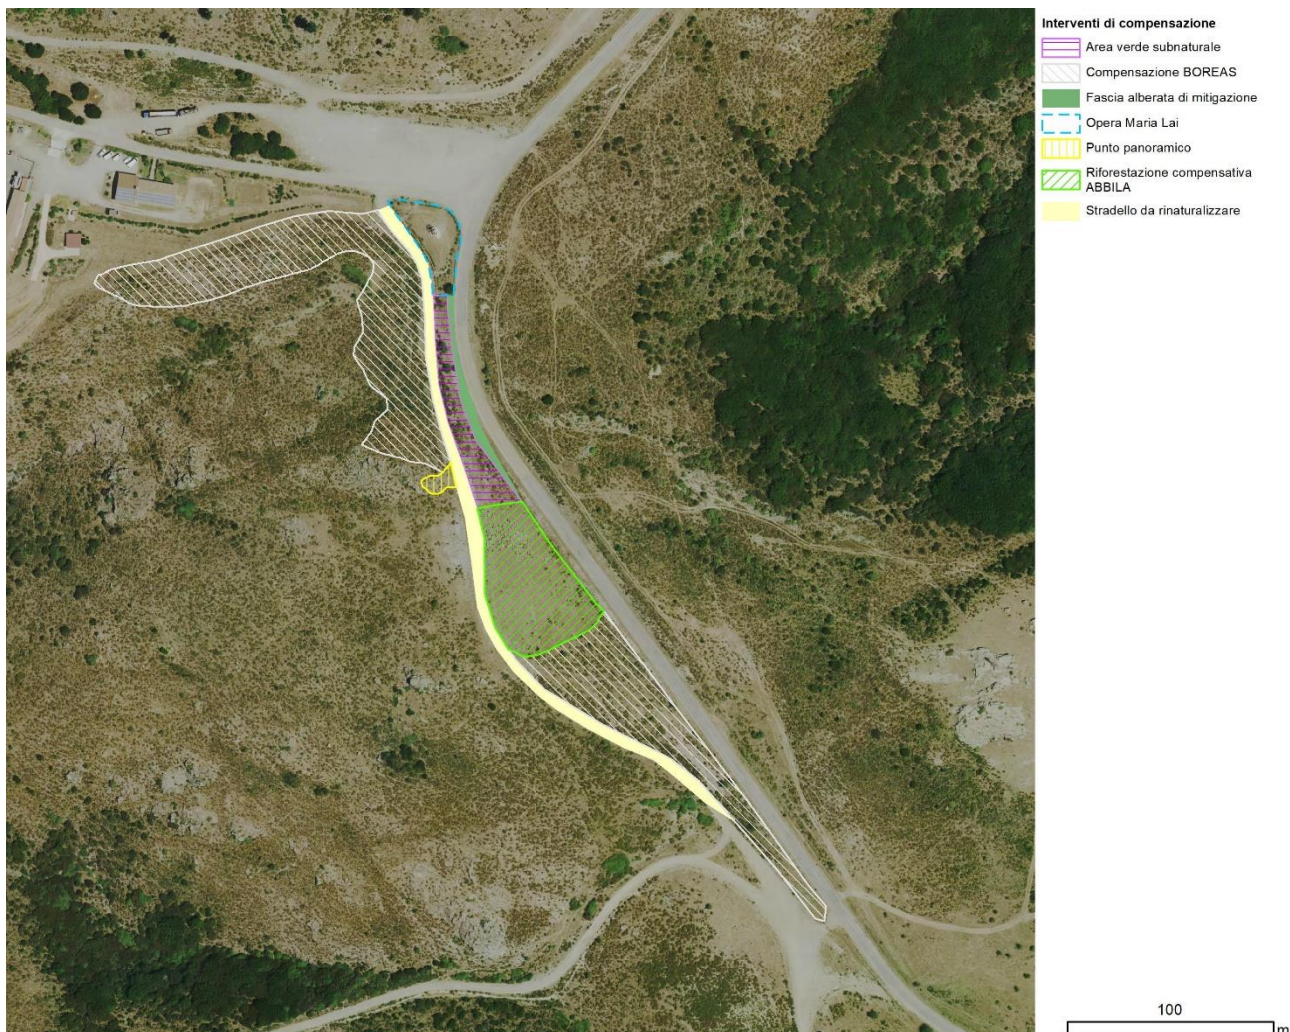 Interventi di compensazione
Area verde subnaturale
Compensazione BOREAS
Fascia alberata di mitigazione
Opera Maria Lai
Punto panoramico
Riforestazione compensativa
ABBILA
Stradello da rinaturalizzare
100
m